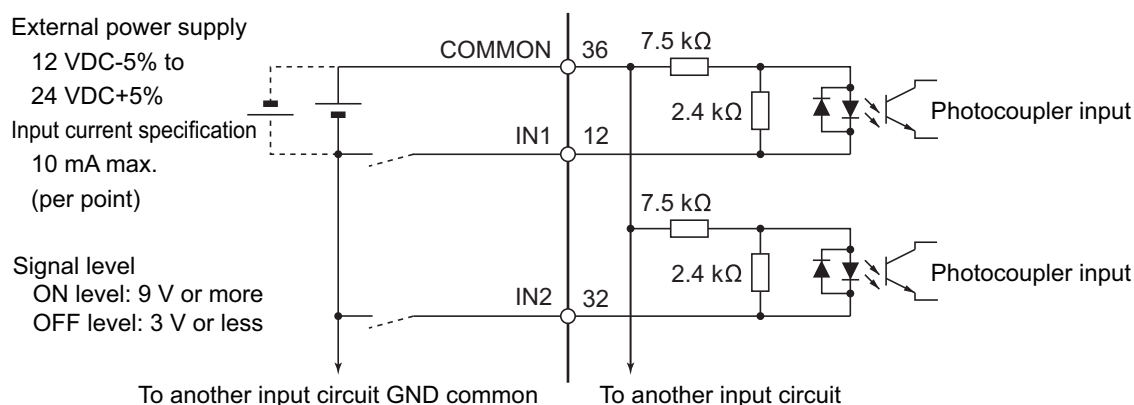 External power supply
12 VDC-5% to
24 VDC+5%
Input current specification
10 mA max.
(per point)
Signal level
ON level: 9 V or more
OFF level: 3 V or less
COMMON 36
7.5 kΩ
2.4 kΩ
Photocoupler input
IN1 12
7.5 kΩ
2.4 kΩ
Photocoupler input
IN2 32
To another input circuit GND common
To another input circuit